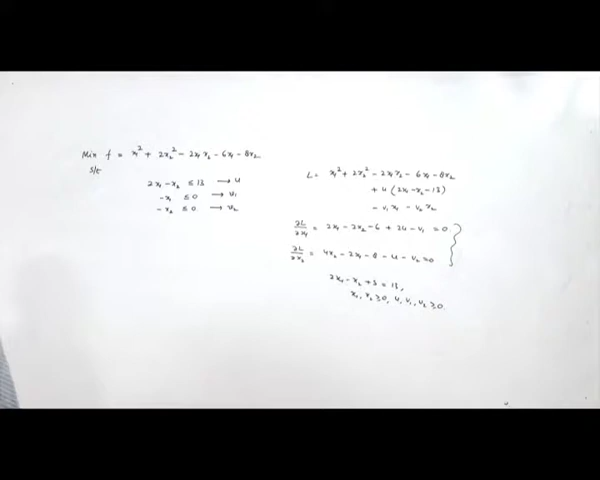 Min f = x₁² + 2x₂² - 2x₁x₂ - 6x₁ - 8x₂
s/t
2x₁ - x₂ ≤ 13 → u
-x₁ ≤ 0 → v₁
-x₂ ≤ 0 → v₂
L = x₁² + 2x₂² - 2x₁x₂ - 6x₁ - 8x₂
+ u (2x₁ - x₂ - 13)
- v₁x₁ - v₂x₂
∂L/∂x₁ = 2x₁ - 2x₂ - 6 + 2u - v₁ = 0
∂L/∂x₂ = 4x₂ - 2x₁ - 8 - u - v₂ = 0
2x₁ - x₂ + s = 13,
x₁, x₂ ≥ 0, u, v₁, v₂ ≥ 0